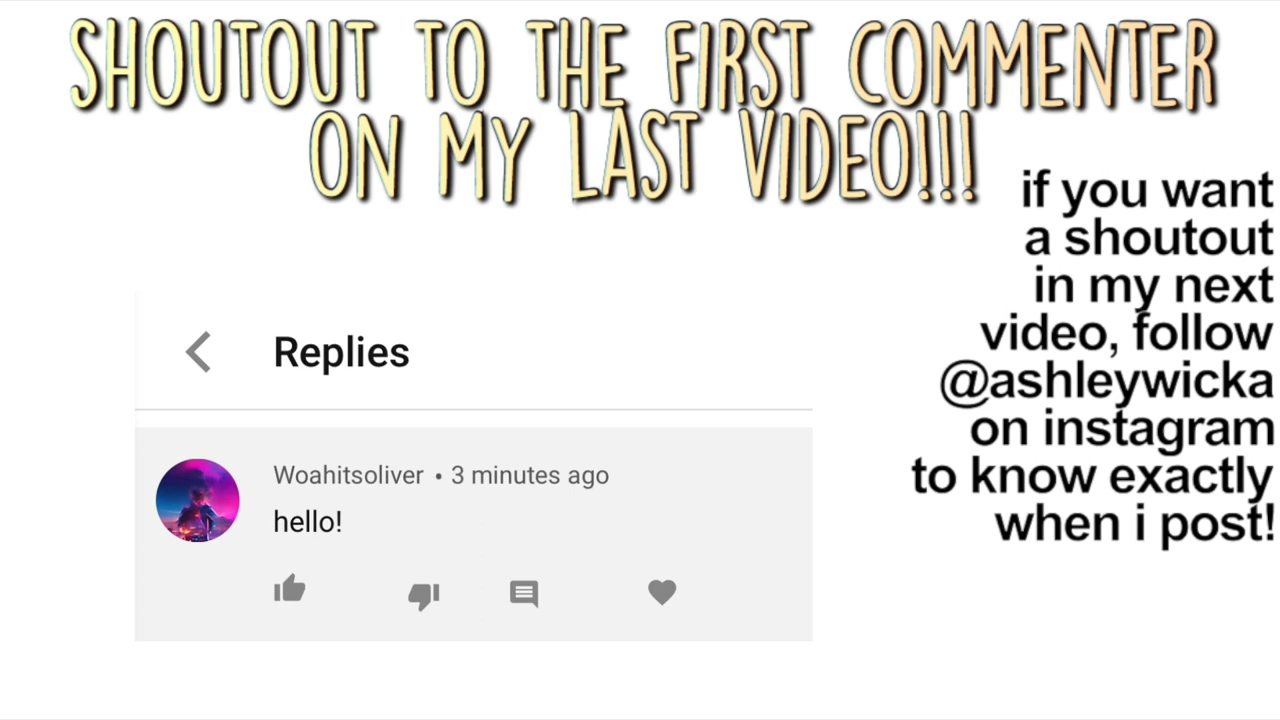 SHOUTOUT TO THE FIRST COMMENTER
ON MY LAST VIDEO!!!
if you want
a shoutout
in my next
video, follow
@ashleywicka
on instagram
to know exactly
when i post!
Replies
Woahitsoliver • 3 minutes ago
hello!